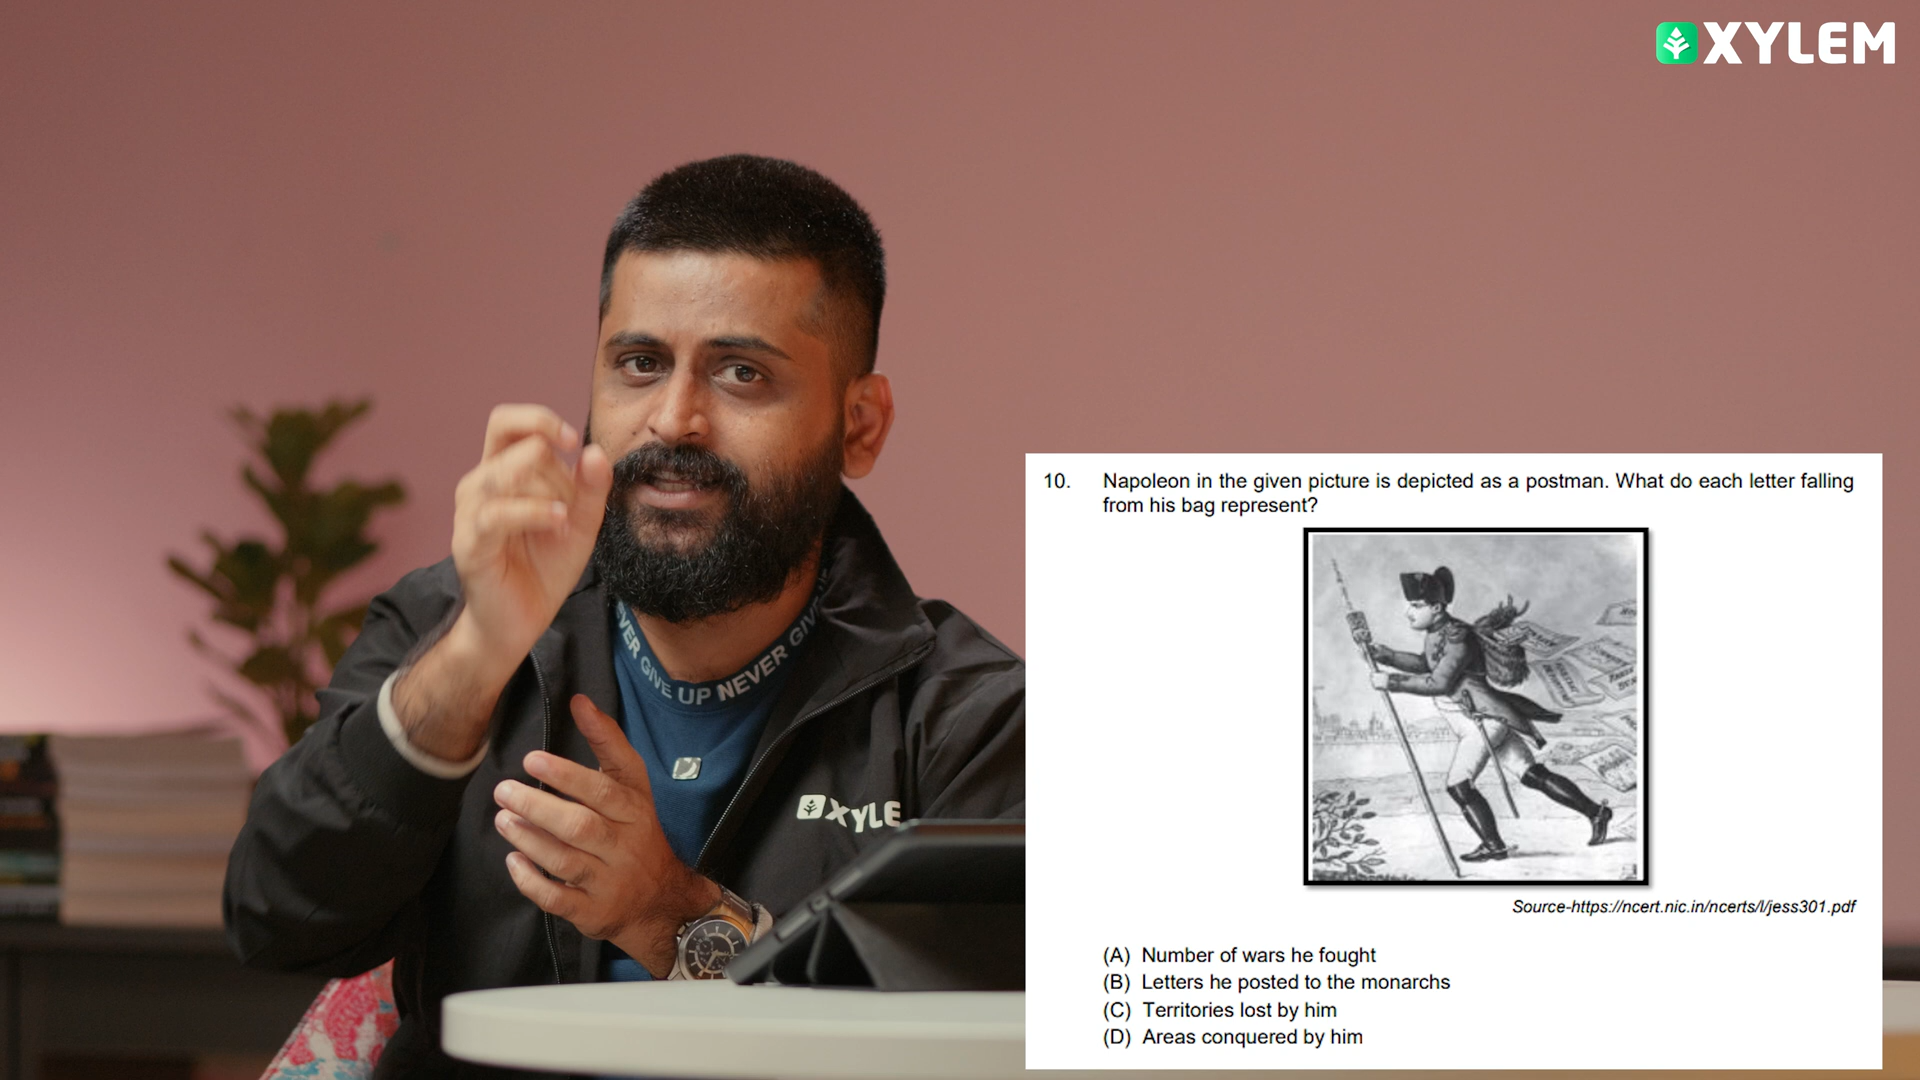 XYLEM
EVER GIVE UP NEVER GIV
XYLE
10. Napoleon in the given picture is depicted as a postman. What do each letter falling
from his bag represent?
Source-https://ncert.nic.in/ncerts/l/jess301.pdf
(A) Number of wars he fought
(B) Letters he posted to the monarchs
(C) Territories lost by him
(D) Areas conquered by him